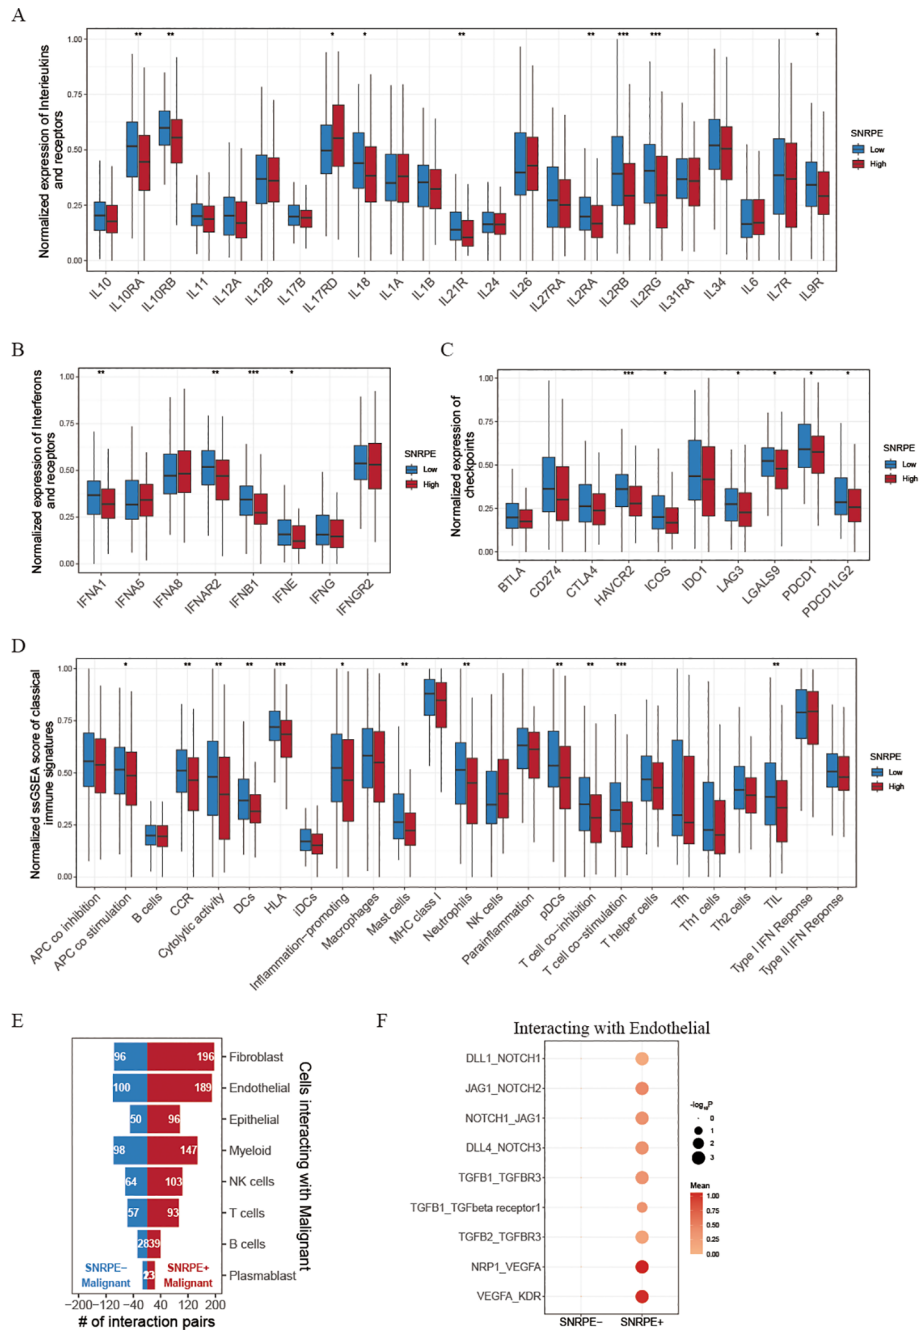 A
Normalized expression of Interleukins
and receptors
1.00
0.75
0.50
0.25
0.00
** ** * * ** ** *** *** *
IL10
IL10RA
IL10RB
IL11
IL12A
IL12B
IL17B
IL17RD
IL18
IL1A
IL1B
IL21R
IL24
IL26
IL27RA
IL2RA
IL2RB
IL2RG
IL31RA
IL34
IL6
IL7R
IL9R
SNRPE
Low
High
B
Normalized expression of Interferons
and receptors
1.00
0.75
0.50
0.25
0.00
** ** *** *
IFNA1
IFNA5
IFNA8
IFNAR2
IFNB1
IFNE
IFNG
IFNGR2
SNRPE
Low
High
C
Normalized expression of
checkpoints
1.00
0.75
0.50
0.25
0.00
*** * * * * *
BTLA
CD274
CTLA4
HAVCR2
ICOS
IDO1
LAG3
LGALS9
PDCD1
PDCD1LG2
SNRPE
Low
High
D
Normalized ssGSEA score of classical
immune signatures
1.00
0.75
0.50
0.25
0.00
* ** ** ** *** * ** ** ** ** *** **
APC co inhibition
APC co stimulation
B cells
CCR
Cytolytic activity
DCs
HLA
iDCs
Inflammation-promoting
Macrophages
Mast cells
MHC class I
Neutrophils
NK cells
Parainflammation
pDCs
T cell co-inhibition
T cell co-stimulation
T helper cells
Tfh
Th1 cells
Th2 cells
TIL
Type I IFN Reponse
Type II IFN Reponse
SNRPE
Low
High
E
96 196 Fibroblast
100 189 Endothelial
50 96 Epithelial
98 147 Myeloid
64 103 NK cells
57 93 T cells
28 39 B cells
23 Plasmablast
SNRPE- SNRPE+
Malignant Malignant
-200 -120 -40 40 120 200
# of interaction pairs
Cells interacting with Malignant
F
Interacting with Endothelial
DLL1_NOTCH1
JAG1_NOTCH2
NOTCH1_JAG1
DLL4_NOTCH3
TGFB1_TGFBR3
TGFB1_TGFbeta receptor1
TGFB2_TGFBR3
NRP1_VEGFA
VEGFA_KDR
SNRPE- SNRPE+
-log10P
0
1
2
3
Mean
1.00
0.75
0.50
0.25
0.00